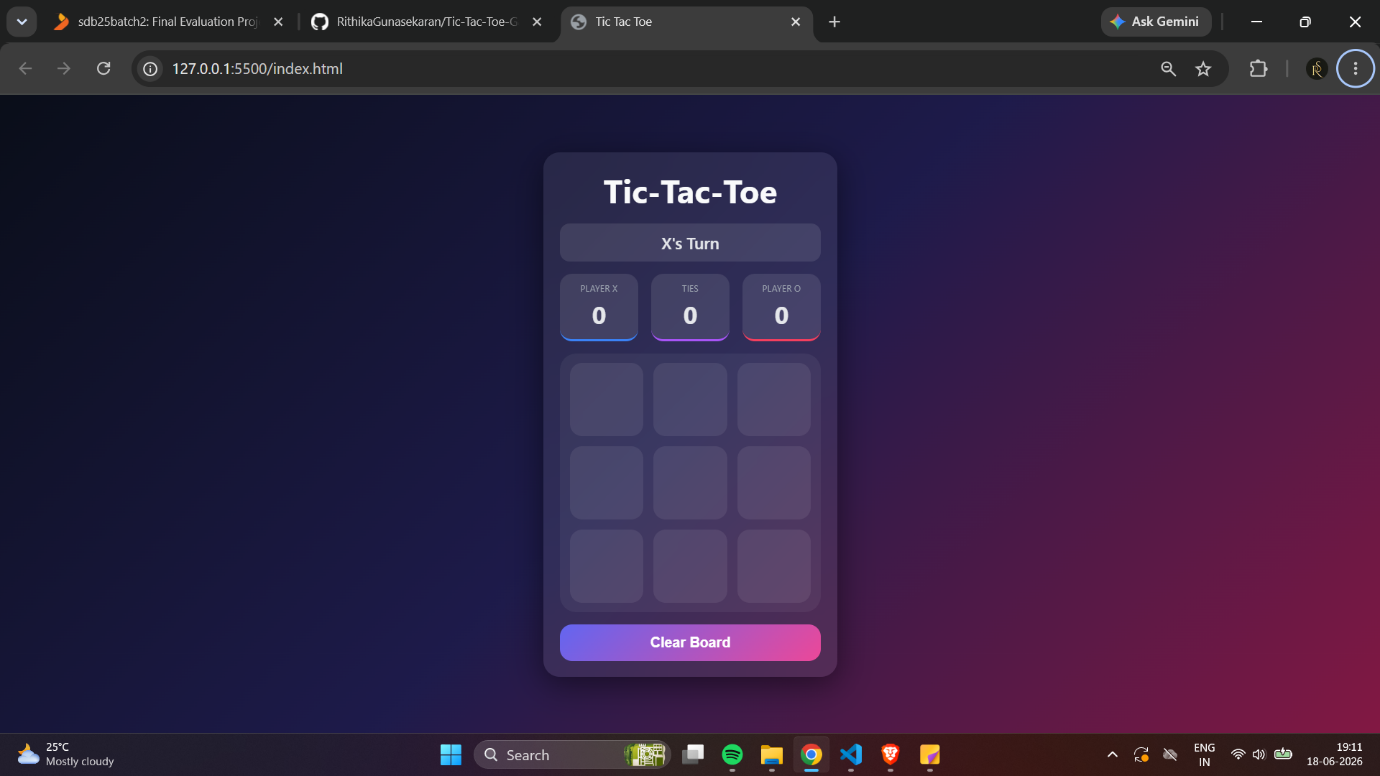 sdb25batch2: Final Evaluation Proj
RithikaGunasekaran/Tic-Tac-Toe-G
Tic Tac Toe
Ask Gemini
127.0.0.1:5500/index.html
Tic-Tac-Toe
X's Turn
PLAYER X
TIES
PLAYER O
0
0
0
Clear Board
25°C
Mostly cloudy
Search
ENG
IN
19:11
18-06-2026